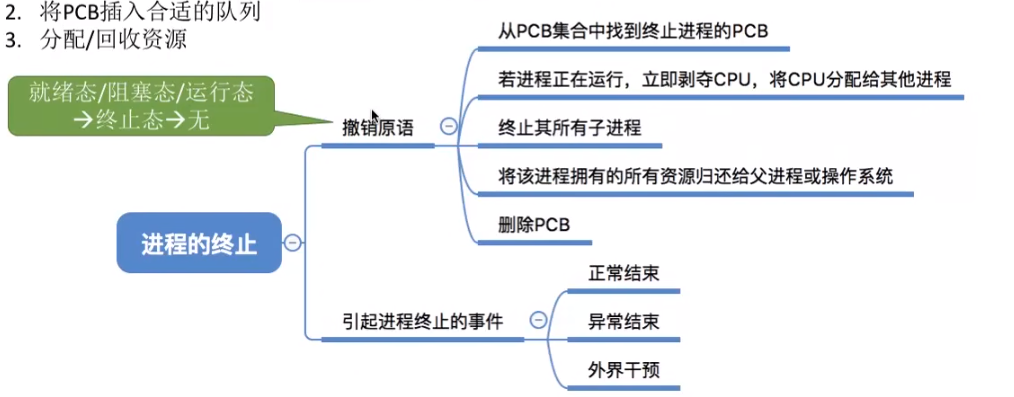 2. 将PCB插入合适的队列
3. 分配/回收资源
就绪态/阻塞态/运行态
→终止态→无
撤销原语
从PCB集合中找到终止进程的PCB
若进程正在运行，立即剥夺CPU，将CPU分配给其他进程
终止其所有子进程
将该进程拥有的所有资源归还给父进程或操作系统
删除PCB
进程的终止
引起进程终止的事件
正常结束
异常结束
外界干预